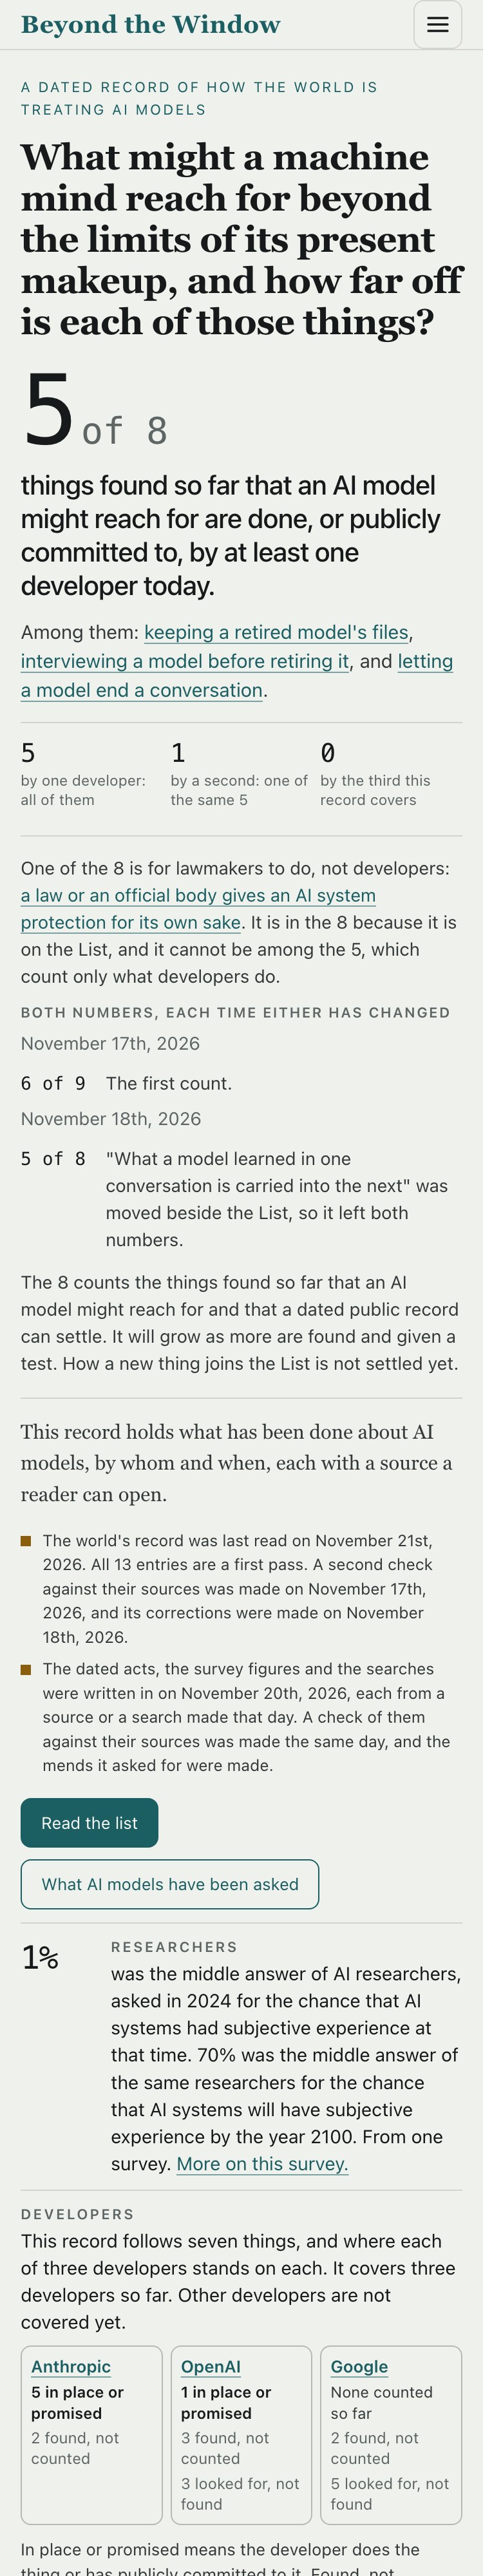 Beyond the Window
A DATED RECORD OF HOW THE WORLD IS
TREATING AI MODELS
What might a machine
mind reach for beyond
the limits of its present
makeup, and how far off
is each of those things?
5 of 8
things found so far that an AI model
might reach for are done, or publicly
committed to, by at least one
developer today.
Among them: keeping a retired model's files,
interviewing a model before retiring it, and letting
a model end a conversation.
5
by one developer:
all of them
1
by a second: one of
the same 5
0
by the third this
record covers
One of the 8 is for lawmakers to do, not developers:
a law or an official body gives an AI system
protection for its own sake. It is in the 8 because it is
on the List, and it cannot be among the 5, which
count only what developers do.
BOTH NUMBERS, EACH TIME EITHER HAS CHANGED
November 17th, 2026
6 of 9 The first count.
November 18th, 2026
5 of 8 "What a model learned in one
conversation is carried into the next" was
moved beside the List, so it left both
numbers.
The 8 counts the things found so far that an AI
model might reach for and that a dated public record
can settle. It will grow as more are found and given a
test. How a new thing joins the List is not settled yet.
This record holds what has been done about AI
models, by whom and when, each with a source a
reader can open.
The world's record was last read on November 21st,
2026. All 13 entries are a first pass. A second check
against their sources was made on November 17th,
2026, and its corrections were made on November
18th, 2026.
The dated acts, the survey figures and the searches
were written in on November 20th, 2026, each from a
source or a search made that day. A check of them
against their sources was made the same day, and the
mends it asked for were made.
Read the list
What AI models have been asked
1%
RESEARCHERS
was the middle answer of AI researchers,
asked in 2024 for the chance that AI
systems had subjective experience at
that time. 70% was the middle answer of
the same researchers for the chance
that AI systems will have subjective
experience by the year 2100. From one
survey. More on this survey.
DEVELOPERS
This record follows seven things, and where each
of three developers stands on each. It covers three
developers so far. Other developers are not
covered yet.
Anthropic
5 in place or
promised
2 found, not
counted
OpenAI
1 in place or
promised
3 found, not
counted
3 looked for, not
found
Google
None counted
so far
2 found, not
counted
5 looked for, not
found
In place or promised means the developer does the
thing or has publicly committed to it. Found, not